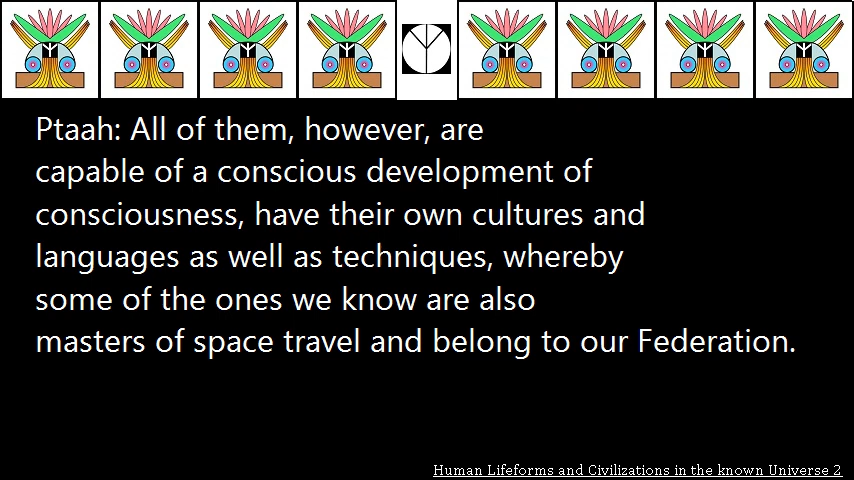 Ptaah: All of them, however, are
capable of a conscious development of
consciousness, have their own cultures and
languages as well as techniques, whereby
some of the ones we know are also
masters of space travel and belong to our Federation.
Human Lifeforms and Civilizations in the known Universe 2